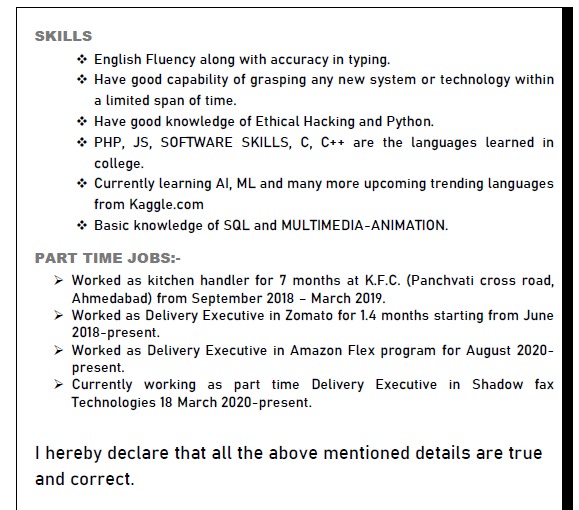 SKILLS
❖ English Fluency along with accuracy in typing.
❖ Have good capability of grasping any new system or technology within
a limited span of time.
❖ Have good knowledge of Ethical Hacking and Python.
❖ PHP, JS, SOFTWARE SKILLS, C, C++ are the languages learned in
college.
❖ Currently learning AI, ML and many more upcoming trending languages
from Kaggle.com
❖ Basic knowledge of SQL and MULTIMEDIA-ANIMATION.
PART TIME JOBS:-
➢ Worked as kitchen handler for 7 months at K.F.C. (Panchvati cross road,
Ahmedabad) from September 2018 – March 2019.
➢ Worked as Delivery Executive in Zomato for 1.4 months starting from June
2018-present.
➢ Worked as Delivery Executive in Amazon Flex program for August 2020-
present.
➢ Currently working as part time Delivery Executive in Shadow fax
Technologies 18 March 2020-present.
I hereby declare that all the above mentioned details are true
and correct.